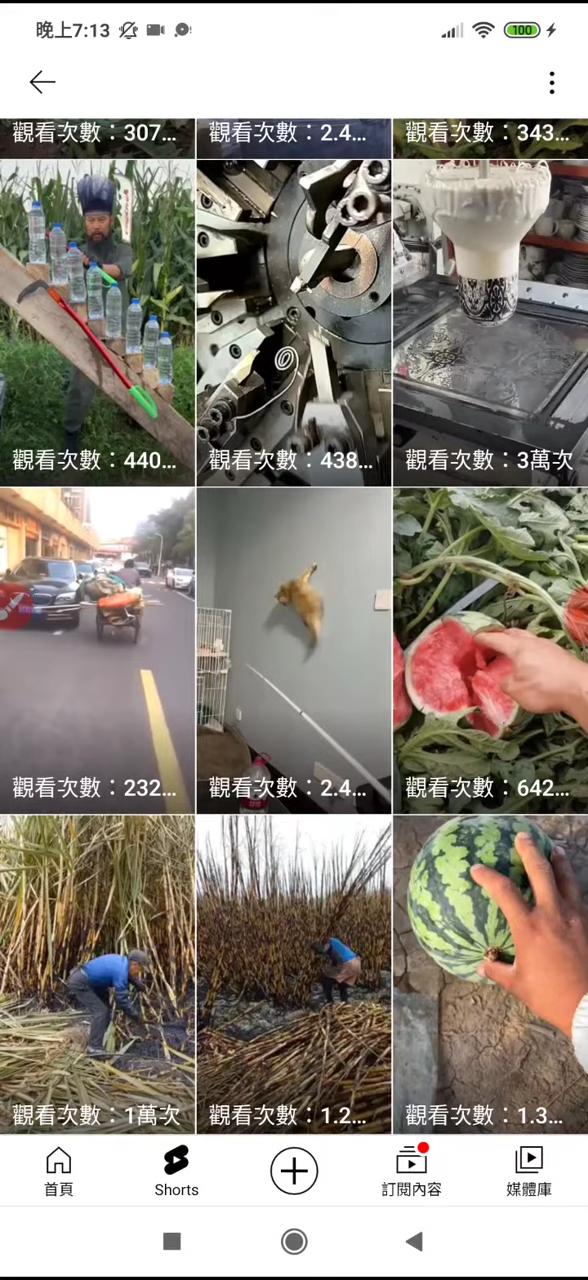 晚上7:13
100
觀看次數：307...
觀看次數：2.4...
觀看次數：343...
觀看次數：440...
觀看次數：438...
觀看次數：3萬次
觀看次數：232...
觀看次數：2.4...
觀看次數：642...
觀看次數：1萬次
觀看次數：1.2...
觀看次數：1.3...
首頁
Shorts
訂閱內容
媒體庫